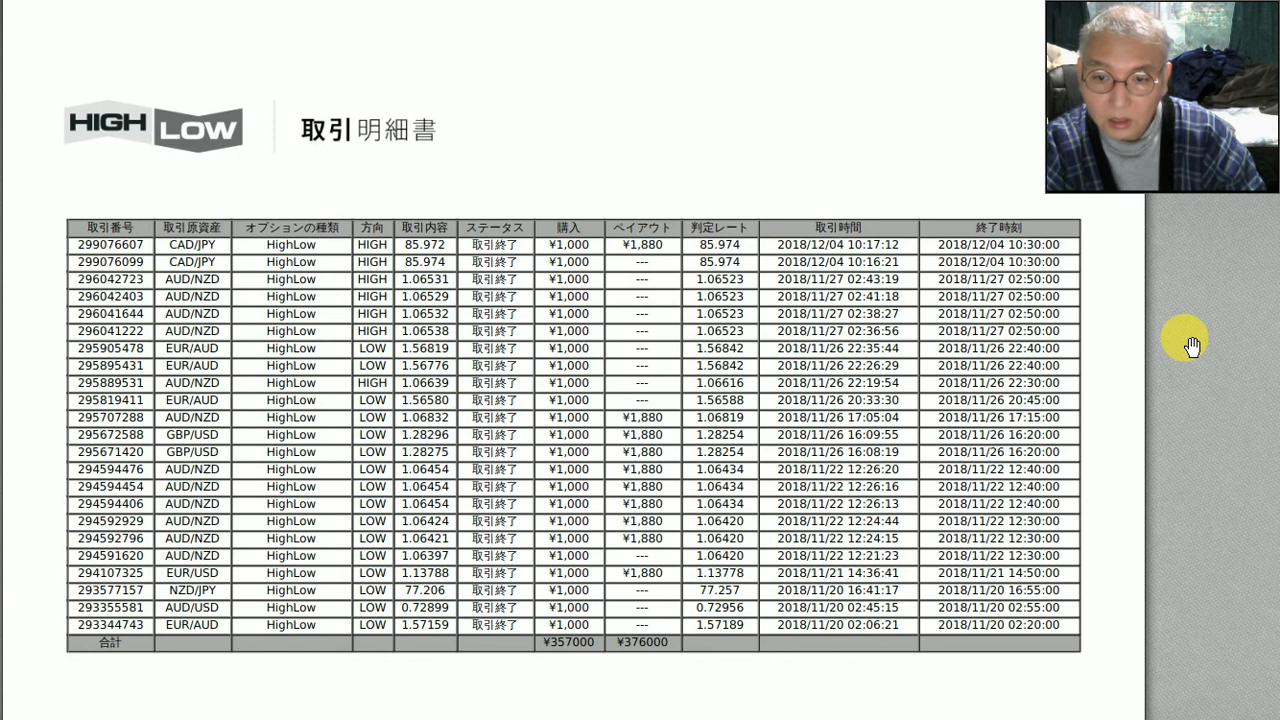 HIGH LOW 取引明細書
取引番号 取引原資産 オプションの種類 方向 取引内容 ステータス 購入 ペイアウト 判定レート 取引時間 終了時刻
299076607 CAD/JPY HighLow HIGH 85.972 取引終了 ¥1,000 ¥1,880 85.974 2018/12/04 10:17:12 2018/12/04 10:30:00
299076099 CAD/JPY HighLow HIGH 85.974 取引終了 ¥1,000 --- 85.974 2018/12/04 10:16:21 2018/12/04 10:30:00
296042723 AUD/NZD HighLow HIGH 1.06531 取引終了 ¥1,000 --- 1.06523 2018/11/27 02:43:19 2018/11/27 02:50:00
296042403 AUD/NZD HighLow HIGH 1.06529 取引終了 ¥1,000 --- 1.06523 2018/11/27 02:41:18 2018/11/27 02:50:00
296041644 AUD/NZD HighLow HIGH 1.06532 取引終了 ¥1,000 --- 1.06523 2018/11/27 02:38:27 2018/11/27 02:50:00
296041222 AUD/NZD HighLow HIGH 1.06538 取引終了 ¥1,000 --- 1.06523 2018/11/27 02:36:56 2018/11/27 02:50:00
295905478 EUR/AUD HighLow LOW 1.56819 取引終了 ¥1,000 --- 1.56842 2018/11/26 22:35:44 2018/11/26 22:40:00
295895431 EUR/AUD HighLow LOW 1.56776 取引終了 ¥1,000 --- 1.56842 2018/11/26 22:26:29 2018/11/26 22:40:00
295889531 AUD/NZD HighLow HIGH 1.06639 取引終了 ¥1,000 --- 1.06616 2018/11/26 22:19:54 2018/11/26 22:30:00
295819411 EUR/AUD HighLow LOW 1.56580 取引終了 ¥1,000 --- 1.56588 2018/11/26 20:33:30 2018/11/26 20:45:00
295707288 AUD/NZD HighLow LOW 1.06832 取引終了 ¥1,000 ¥1,880 1.06819 2018/11/26 17:05:04 2018/11/26 17:15:00
295672588 GBP/USD HighLow LOW 1.28296 取引終了 ¥1,000 ¥1,880 1.28254 2018/11/26 16:09:55 2018/11/26 16:20:00
295671420 GBP/USD HighLow LOW 1.28275 取引終了 ¥1,000 ¥1,880 1.28254 2018/11/26 16:08:19 2018/11/26 16:20:00
294594476 AUD/NZD HighLow LOW 1.06454 取引終了 ¥1,000 ¥1,880 1.06434 2018/11/22 12:26:20 2018/11/22 12:40:00
294594454 AUD/NZD HighLow LOW 1.06454 取引終了 ¥1,000 ¥1,880 1.06434 2018/11/22 12:26:16 2018/11/22 12:40:00
294594406 AUD/NZD HighLow LOW 1.06454 取引終了 ¥1,000 ¥1,880 1.06434 2018/11/22 12:26:13 2018/11/22 12:40:00
294592929 AUD/NZD HighLow LOW 1.06424 取引終了 ¥1,000 ¥1,880 1.06420 2018/11/22 12:24:44 2018/11/22 12:30:00
294592796 AUD/NZD HighLow LOW 1.06421 取引終了 ¥1,000 ¥1,880 1.06420 2018/11/22 12:24:15 2018/11/22 12:30:00
294591620 AUD/NZD HighLow LOW 1.06397 取引終了 ¥1,000 --- 1.06420 2018/11/22 12:21:23 2018/11/22 12:30:00
294107325 EUR/USD HighLow LOW 1.13788 取引終了 ¥1,000 ¥1,880 1.13778 2018/11/21 14:36:41 2018/11/21 14:50:00
293577157 NZD/JPY HighLow LOW 77.206 取引終了 ¥1,000 --- 77.257 2018/11/20 16:41:17 2018/11/20 16:55:00
293355581 AUD/USD HighLow LOW 0.72899 取引終了 ¥1,000 --- 0.72956 2018/11/20 02:45:15 2018/11/20 02:55:00
293344743 EUR/AUD HighLow LOW 1.57159 取引終了 ¥1,000 --- 1.57189 2018/11/20 02:06:21 2018/11/20 02:20:00
合計 ¥357000 ¥376000